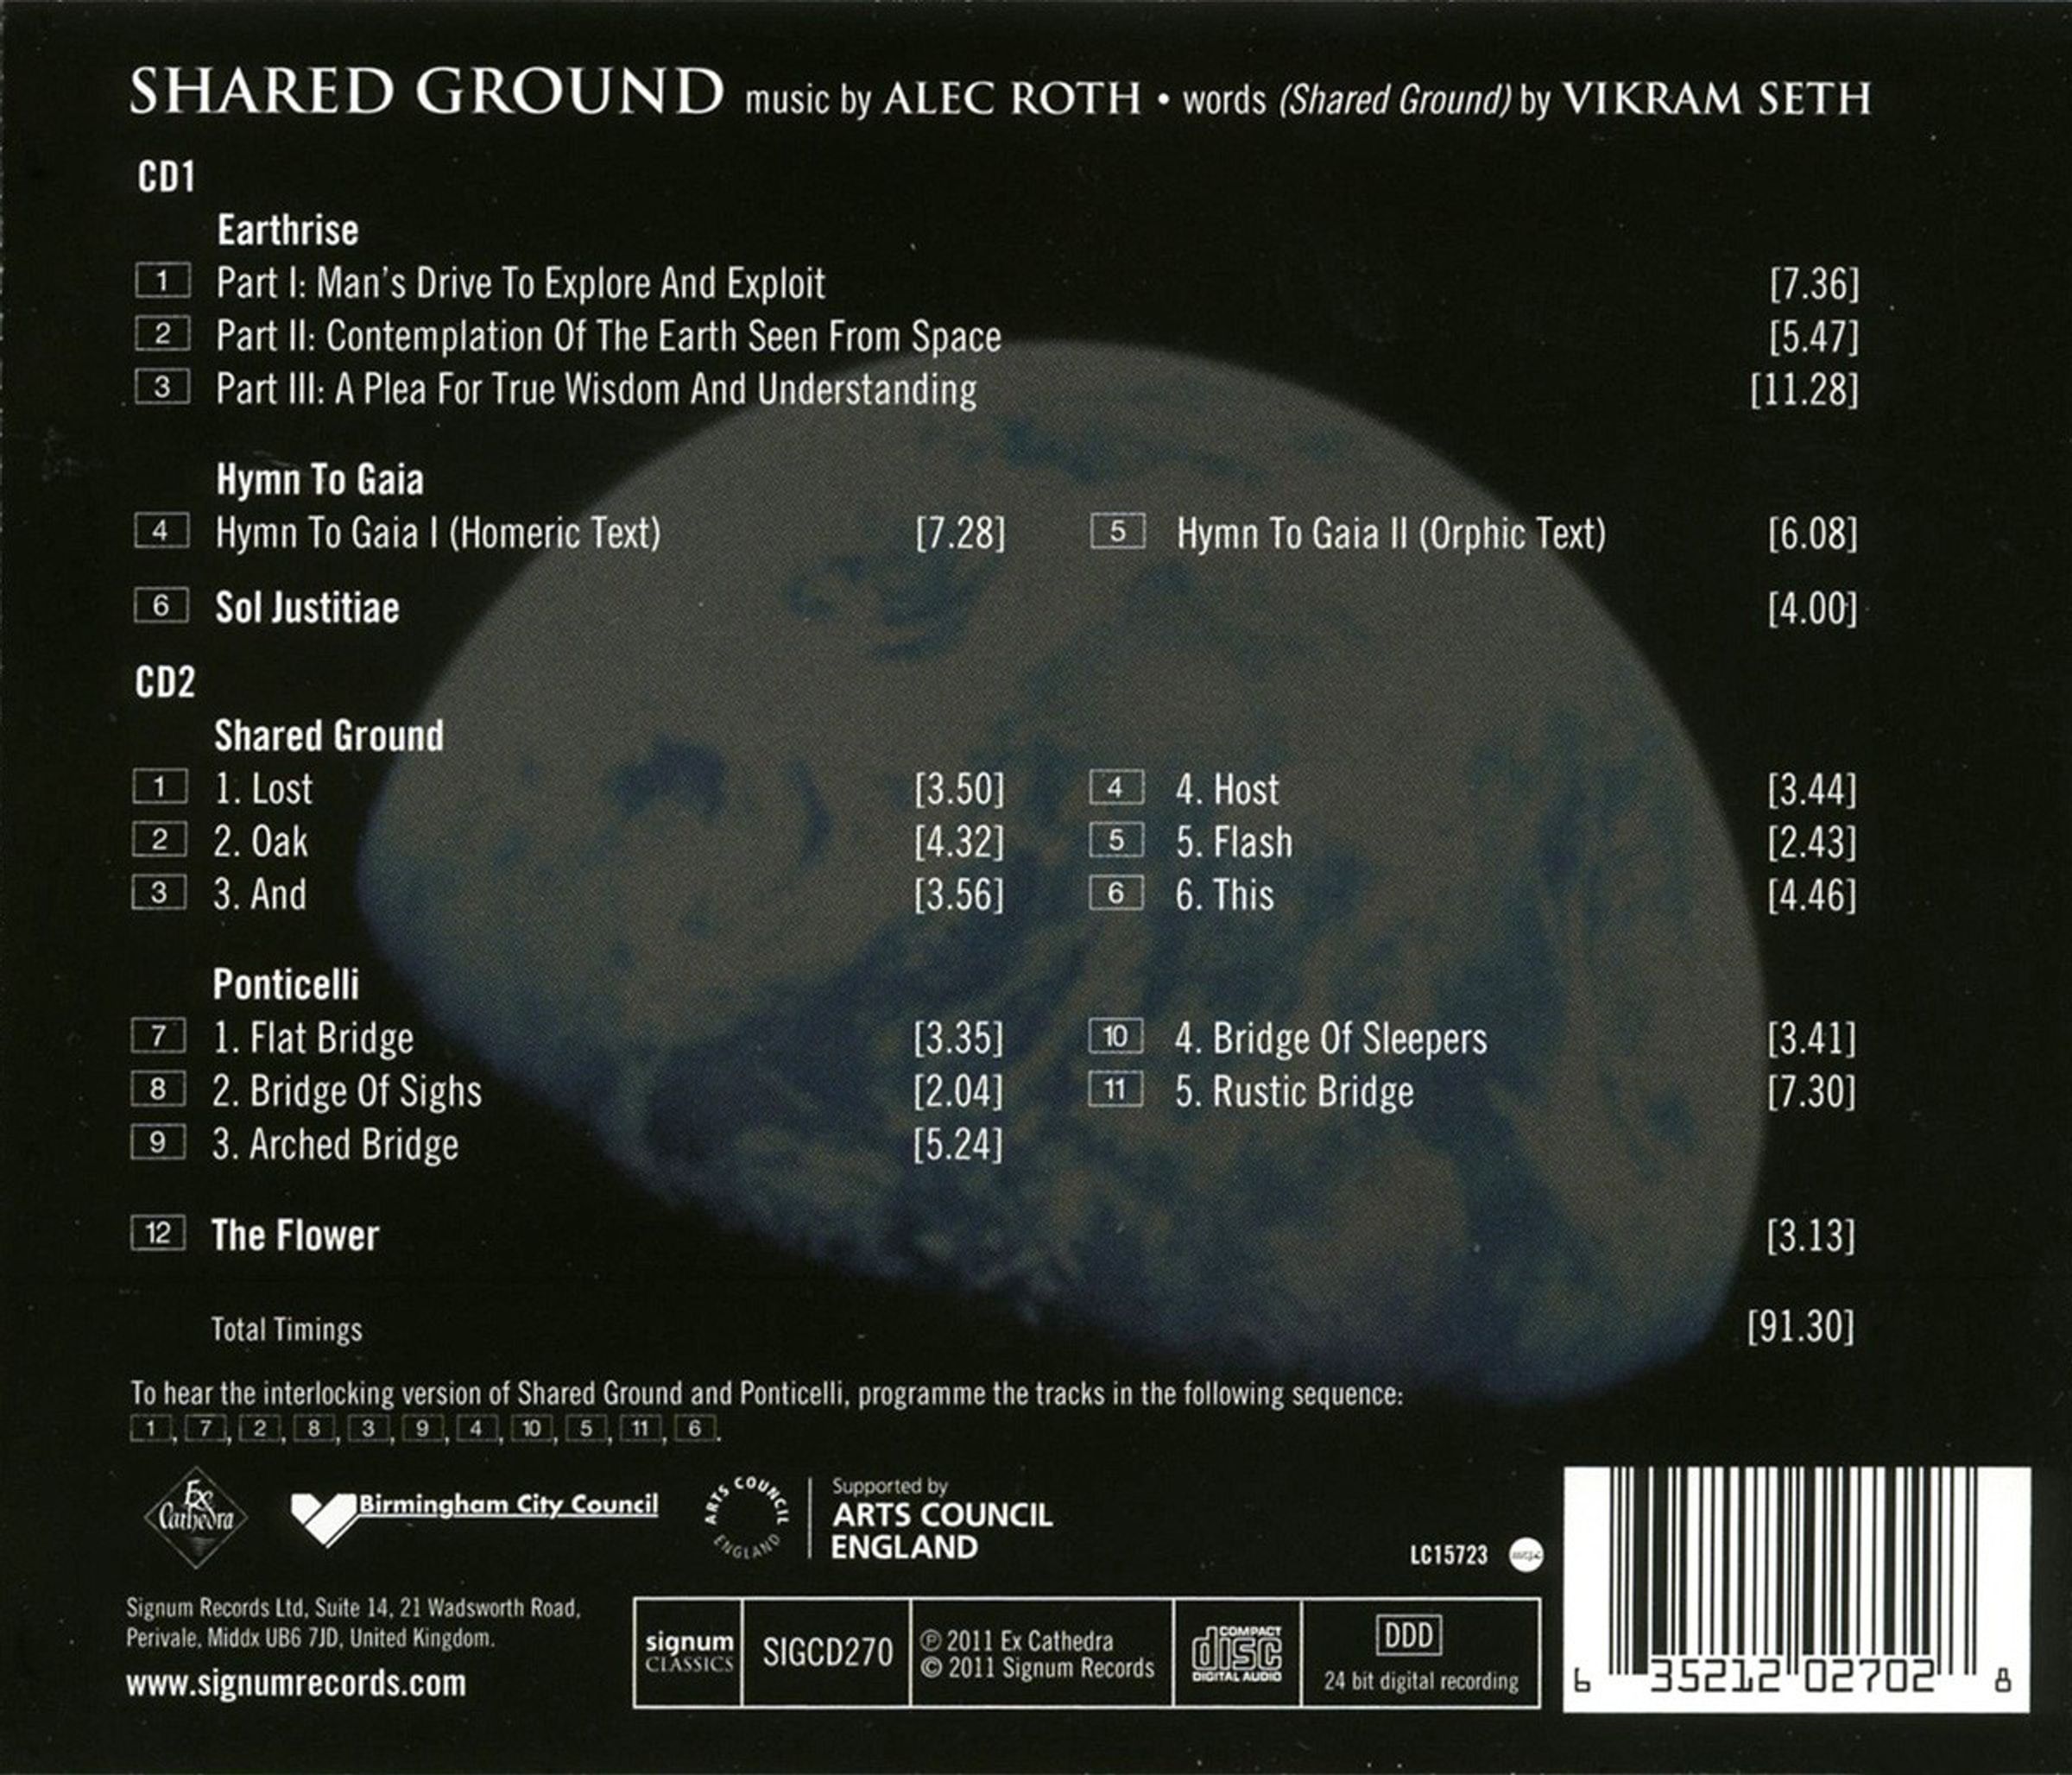 SHARED GROUND music by ALEC ROTH • words (Shared Ground) by VIKRAM SETH
CD1
Earthrise
1 Part I: Man's Drive To Explore And Exploit [7.36]
2 Part II: Contemplation Of The Earth Seen From Space [5.47]
3 Part III: A Plea For True Wisdom And Understanding [11.28]
Hymn To Gaia
4 Hymn To Gaia I (Homeric Text) [7.28] 5 Hymn To Gaia II (Orphic Text) [6.08]
6 Sol Justitiae [4.00]
CD2
Shared Ground
1 1. Lost [3.50] 4 4. Host [3.44]
2 2. Oak [4.32] 5 5. Flash [2.43]
3 3. And [3.56] 6 6. This [4.46]
Ponticelli
7 1. Flat Bridge [3.35] 10 4. Bridge Of Sleepers [3.41]
8 2. Bridge Of Sighs [2.04] 11 5. Rustic Bridge [7.30]
9 3. Arched Bridge [5.24]
12 The Flower [3.13]
Total Timings [91.30]
To hear the interlocking version of Shared Ground and Ponticelli, programme the tracks in the following sequence:
1, 7, 2, 8, 3, 9, 4, 10, 5, 11, 6.
Ex
Cathedra
Birmingham City Council
ARTS COUNCIL ENGLAND
Supported by
ARTS COUNCIL
ENGLAND
LC15723
Signum Records Ltd, Suite 14, 21 Wadsworth Road,
Perivale, Middx UB6 7JD, United Kingdom.
www.signumrecords.com
signum
CLASSICS
SIGCD270
℗ 2011 Ex Cathedra
© 2011 Signum Records
COMPACT
disc
DIGITAL AUDIO
DDD
24 bit digital recording
6 35212 02702 8